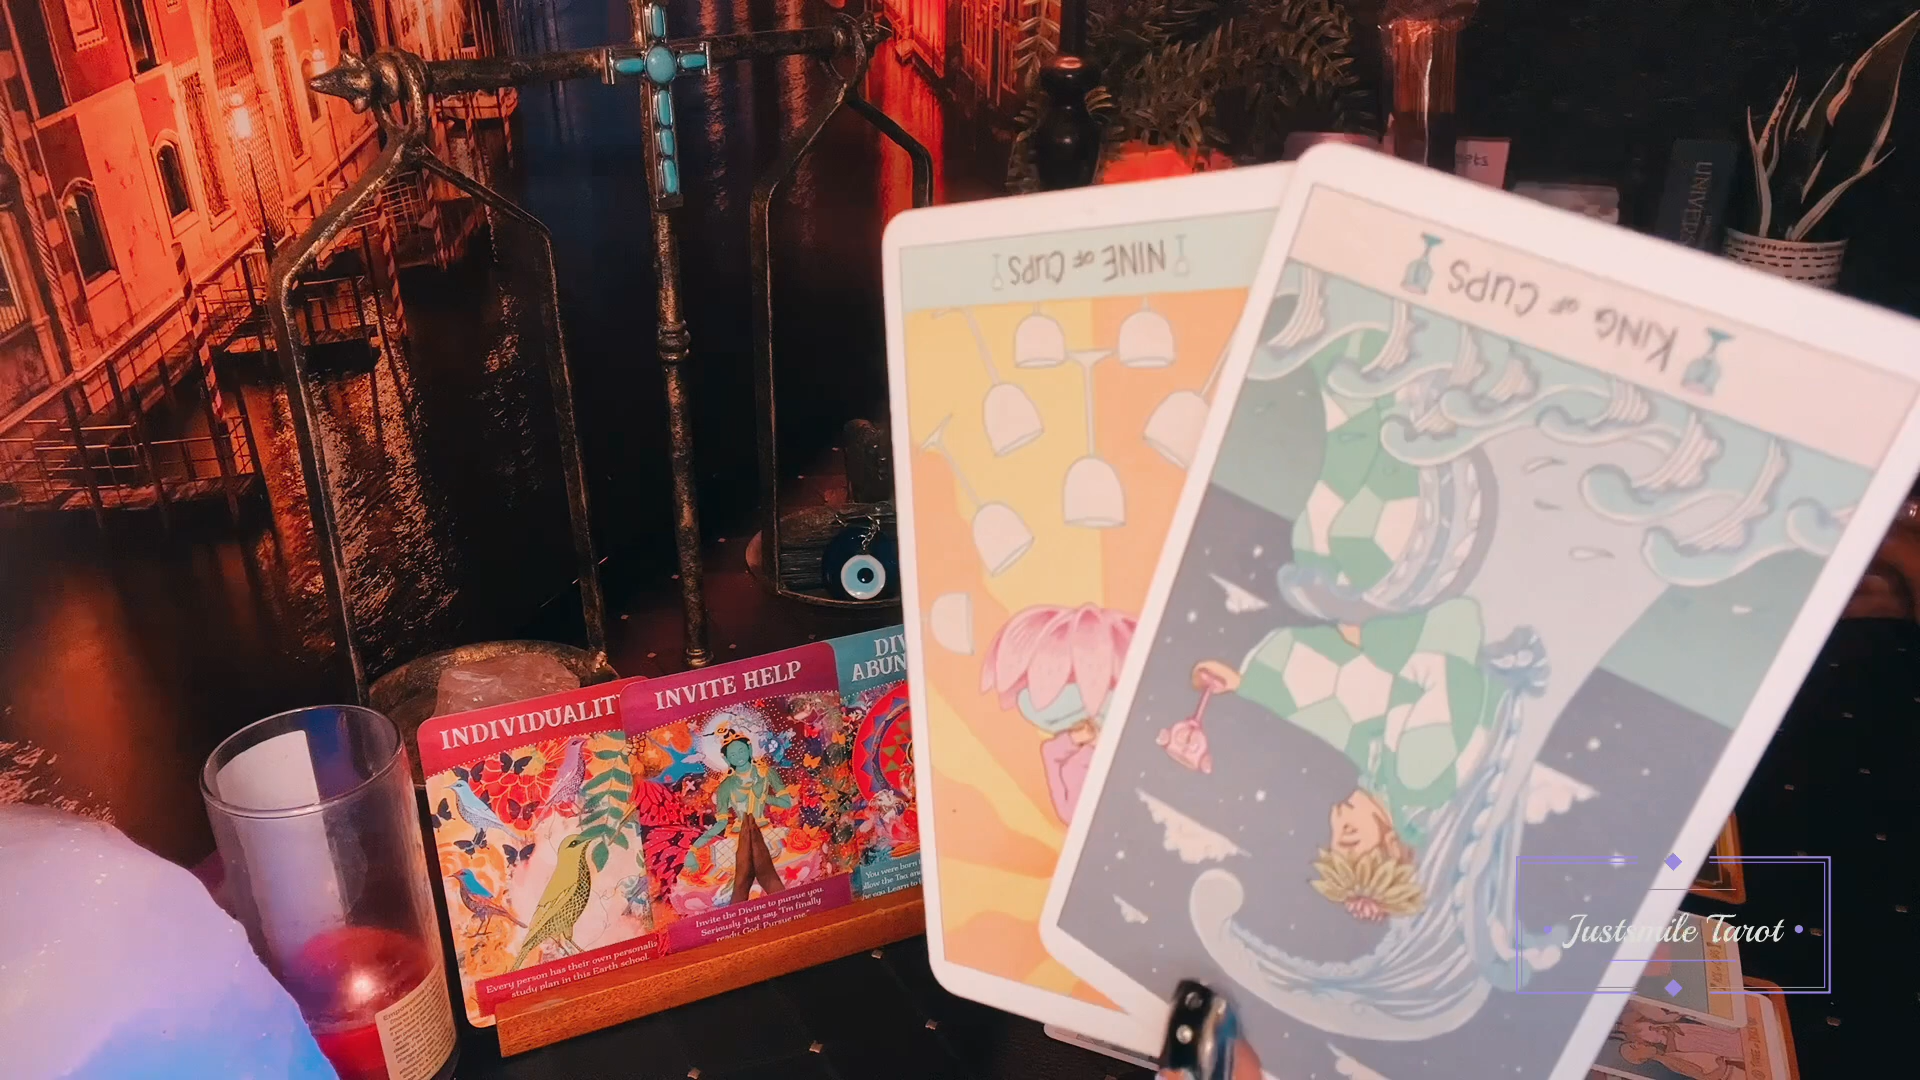 NINE OF CUPS
KING OF CUPS
UNIVERS
INDIVIDUALIT
INVITE HELP
DIV
ABUN
Every person has their own personali
study plan in this Earth school.
Invite the Divine to pursue you.
Seriously. Just say, "I'm finally
ready, God. Pursue me."
You were born
Justsmile Tarot